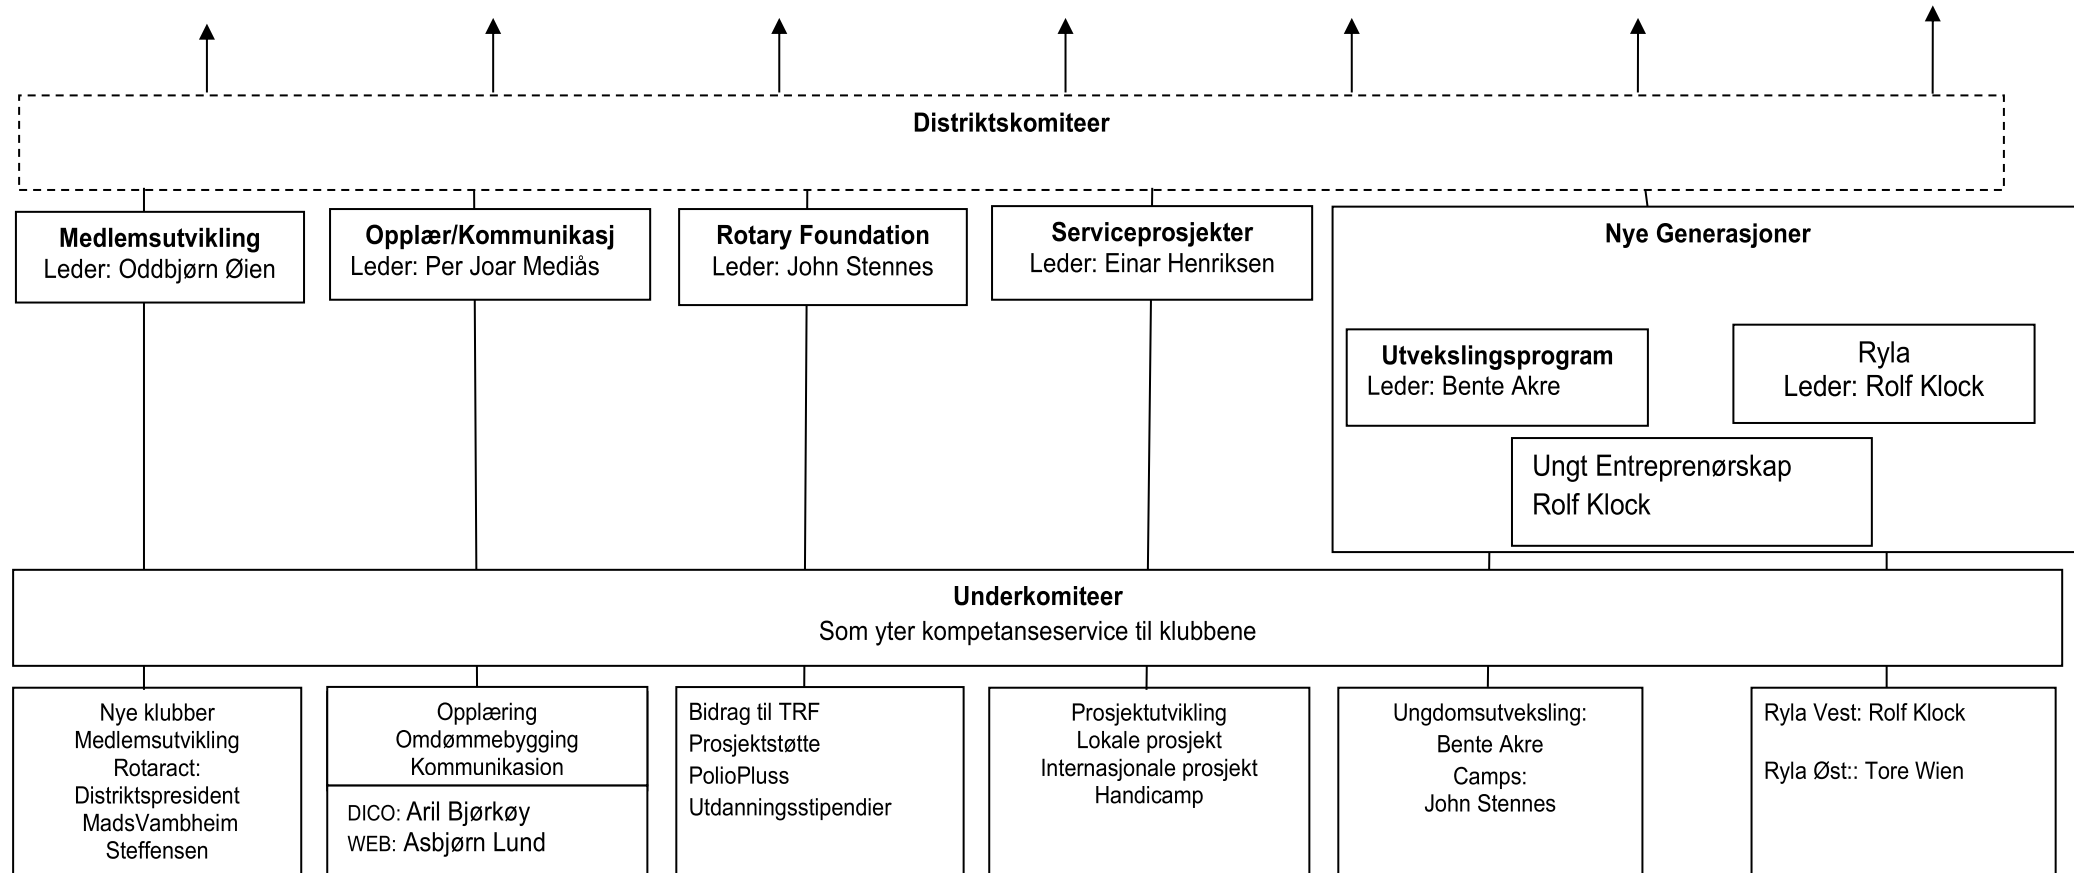 Distriktskomiteer
Medlemsutvikling
Leder: Oddbjørn Øien
Opplær/Kommunikasj
Leder: Per Joar Mediås
Rotary Foundation
Leder: John Stennes
Serviceprosjekter
Leder: Einar Henriksen
Nye Generasjoner
Utvekslingsprogram
Leder: Bente Akre
Ryla
Leder: Rolf Klock
Ungt Entreprenørskap
Rolf Klock
Underkomiteer
Som yter kompetanseservice til klubbene
Nye klubber
Medlemsutvikling
Rotaract:
Distriktspresident
MadsVambheim
Steffensen
Opplæring
Omdømmebygging
Kommunikasion
DICO: Aril Bjørkøy
WEB: Asbjørn Lund
Bidrag til TRF
Prosjektstøtte
PolioPluss
Utdanningsstipendier
Prosjektutvikling
Lokale prosjekt
Internasjonale prosjekt
Handicamp
Ungdomsutveksling:
Bente Akre
Camps:
John Stennes
Ryla Vest: Rolf Klock
Ryla Øst:: Tore Wien